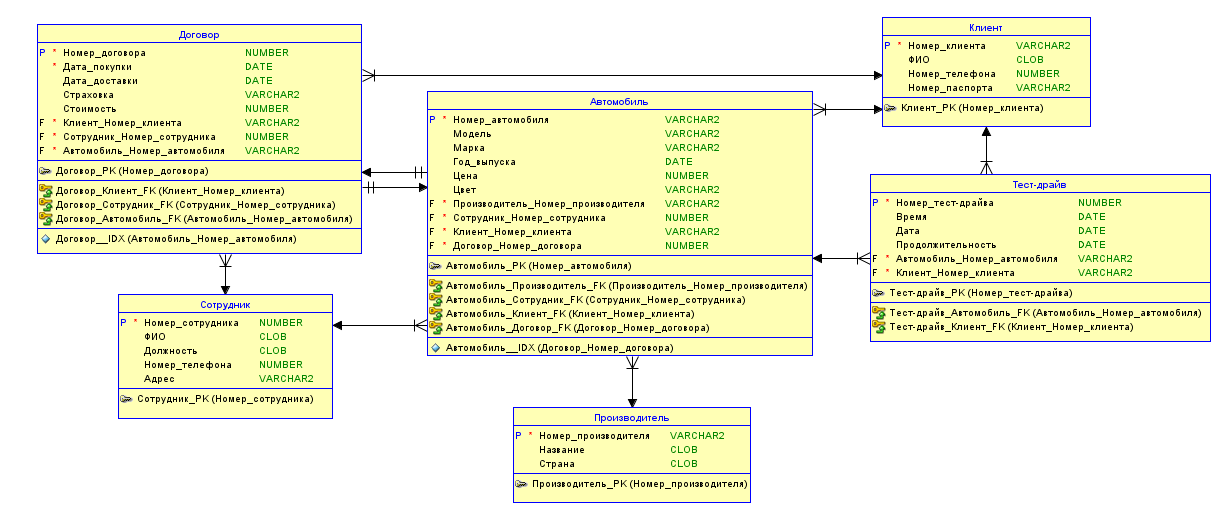 Договор
P * Номер_договора NUMBER
* Дата_покупки DATE
Дата_доставки DATE
Страховка VARCHAR2
Стоимость NUMBER
F * Клиент_Номер_клиента VARCHAR2
F * Сотрудник_Номер_сотрудника NUMBER
F * Автомобиль_Номер_автомобиля VARCHAR2
Договор_PK (Номер_договора)
Договор_Клиент_FK (Клиент_Номер_клиента)
Договор_Сотрудник_FK (Сотрудник_Номер_сотрудника)
Договор_Автомобиль_FK (Автомобиль_Номер_автомобиля)
Договор__IDX (Автомобиль_Номер_автомобиля)
Клиент
P * Номер_клиента VARCHAR2
ФИО CLOB
Номер_телефона NUMBER
Номер_паспорта VARCHAR2
Клиент_PK (Номер_клиента)
Автомобиль
P * Номер_автомобиля VARCHAR2
Модель VARCHAR2
Марка VARCHAR2
Год_выпуска DATE
Цена NUMBER
Цвет VARCHAR2
F * Производитель_Номер_производителя VARCHAR2
F * Сотрудник_Номер_сотрудника NUMBER
F * Клиент_Номер_клиента VARCHAR2
F * Договор_Номер_договора NUMBER
Автомобиль_PK (Номер_автомобиля)
Автомобиль_Производитель_FK (Производитель_Номер_производителя)
Автомобиль_Сотрудник_FK (Сотрудник_Номер_сотрудника)
Автомобиль_Клиент_FK (Клиент_Номер_клиента)
Автомобиль_Договор_FK (Договор_Номер_договора)
Автомобиль__IDX (Договор_Номер_договора)
Тест-драйв
P * Номер_тест-драйва NUMBER
Время DATE
Дата DATE
Продолжительность DATE
F * Автомобиль_Номер_автомобиля VARCHAR2
F * Клиент_Номер_клиента VARCHAR2
Тест-драйв_PK (Номер_тест-драйва)
Тест-драйв_Автомобиль_FK (Автомобиль_Номер_автомобиля)
Тест-драйв_Клиент_FK (Клиент_Номер_клиента)
Сотрудник
P * Номер_сотрудника NUMBER
ФИО CLOB
Должность CLOB
Номер_телефона NUMBER
Адрес VARCHAR2
Сотрудник_PK (Номер_сотрудника)
Производитель
P * Номер_производителя VARCHAR2
Название CLOB
Страна CLOB
Производитель_PK (Номер_производителя)